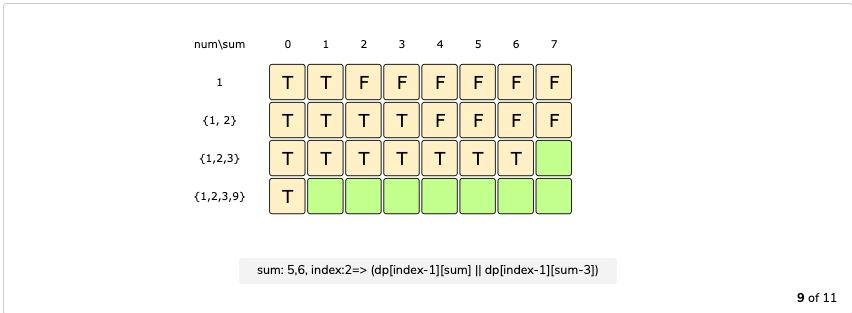 num\sum 0 1 2 3 4 5 6 7
1 T T F F F F F F
{1, 2} T T T T F F F F
{1,2,3} T T T T T T T
{1,2,3,9} T
sum: 5,6, index:2=> (dp[index-1][sum] || dp[index-1][sum-3])
9 of 11